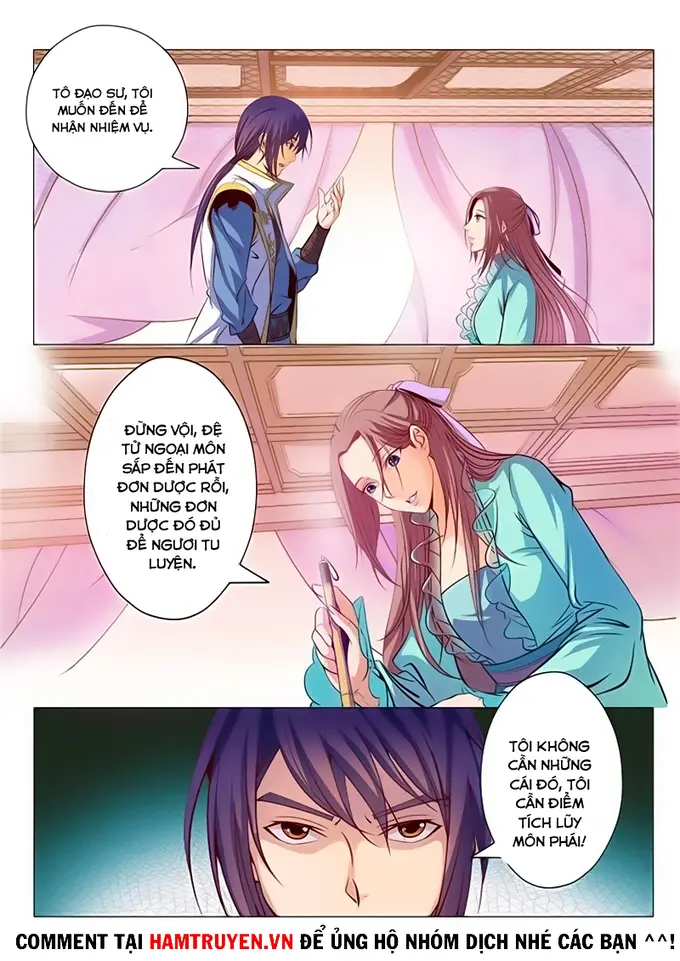 TÔ ĐẠO SƯ, TÔI
MUỐN ĐẾN ĐỂ
NHẬN NHIỆM VỤ.
ĐỪNG VỘI, ĐỆ
TỬ NGOẠI MÔN
SẮP ĐẾN PHÁT
ĐƠN DƯỢC RỒI,
NHỮNG ĐƠN
DƯỢC ĐÓ ĐỦ
ĐỂ NGƯƠI TU
LUYỆN.
TÔI KHÔNG
CẦN NHỮNG
CÁI ĐÓ, TÔI
CẦN ĐIỂM
TÍCH LŨY
MÔN PHÁI!
COMMENT TẠI HAMTRUYEN.VN ĐỂ ỦNG HỘ NHÓM DỊCH NHÉ CÁC BẠN ^^!